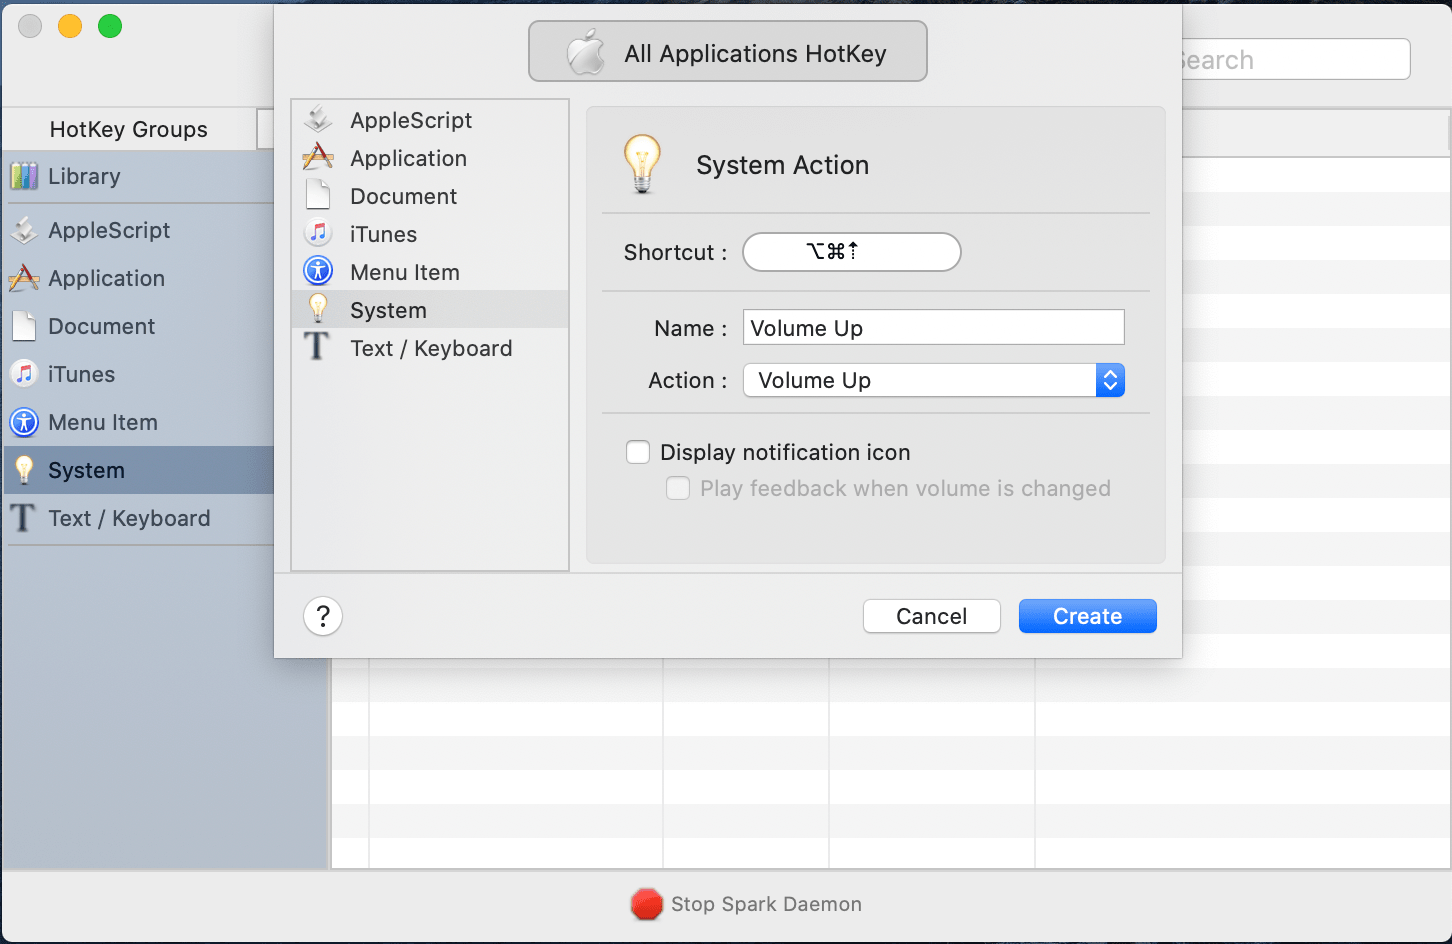 All Applications HotKey
Search
HotKey Groups
Library
AppleScript
Application
Document
iTunes
Menu Item
System
Text / Keyboard
AppleScript
Application
Document
iTunes
Menu Item
System
Text / Keyboard
System Action
Shortcut : ⌥⌘⇡
Name : Volume Up
Action : Volume Up
Display notification icon
Play feedback when volume is changed
?
Cancel
Create
Stop Spark Daemon